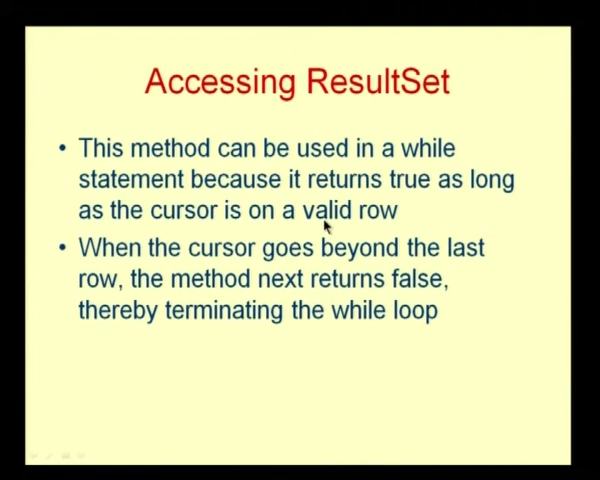 Accessing ResultSet
• This method can be used in a while
statement because it returns true as long
as the cursor is on a valid row
• When the cursor goes beyond the last
row, the method next returns false,
thereby terminating the while loop